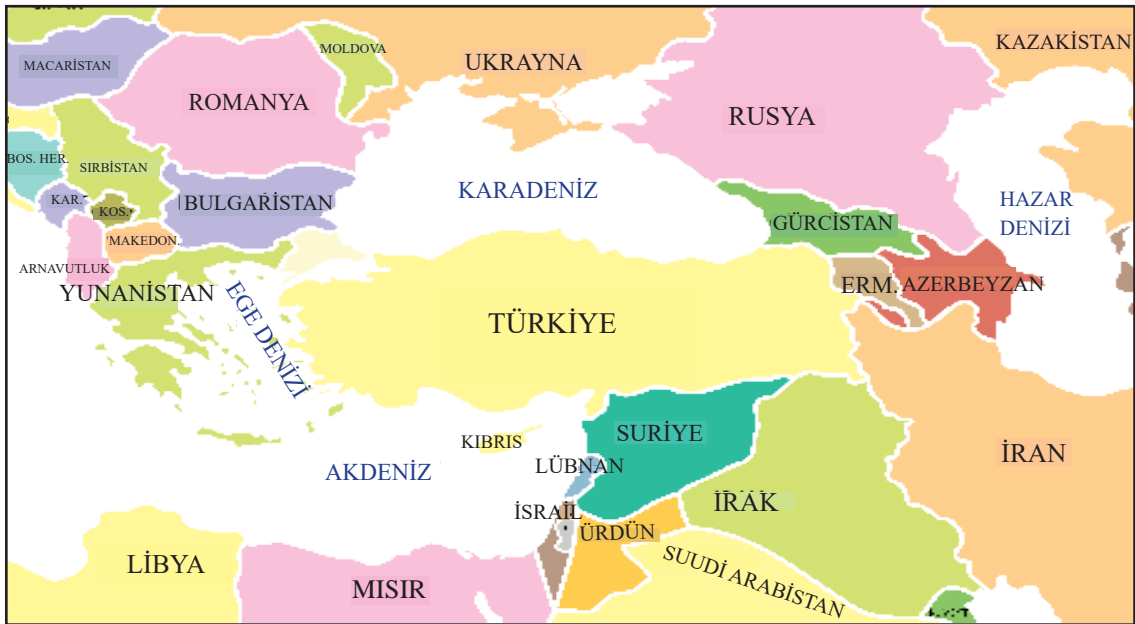 MACARİSTAN
ROMANYA
MOLDOVA
UKRAYNA
RUSYA
KAZAKİSTAN
BOS. HER.
SIRBİSTAN
KAR.
KOS.
BULGARİSTAN
KARADENİZ
GÜRCİSTAN
HAZAR
DENİZİ
MAKEDON.
ARNAVUTLUK
YUNANİSTAN
EGE DENİZİ
TÜRKİYE
ERM.
AZERBEYZAN
KIBRIS
SURİYE
LÜBNAN
AKDENİZ
İRAN
İRAK
İSRAİL
ÜRDÜN
LİBYA
MISIR
SUUDİ ARABİSTAN